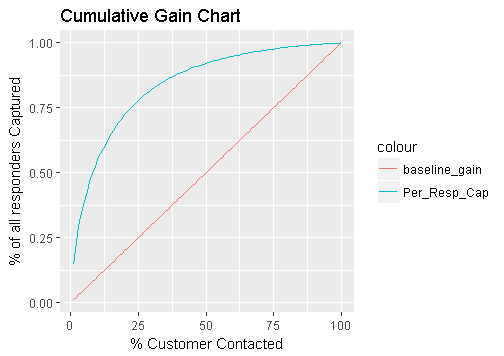 Cumulative Gain Chart
% of all responders Captured
1.00
0.75
0.50
0.25
0.00
0
25
50
75
100
% Customer Contacted
colour
baseline_gain
Per_Resp_Cap